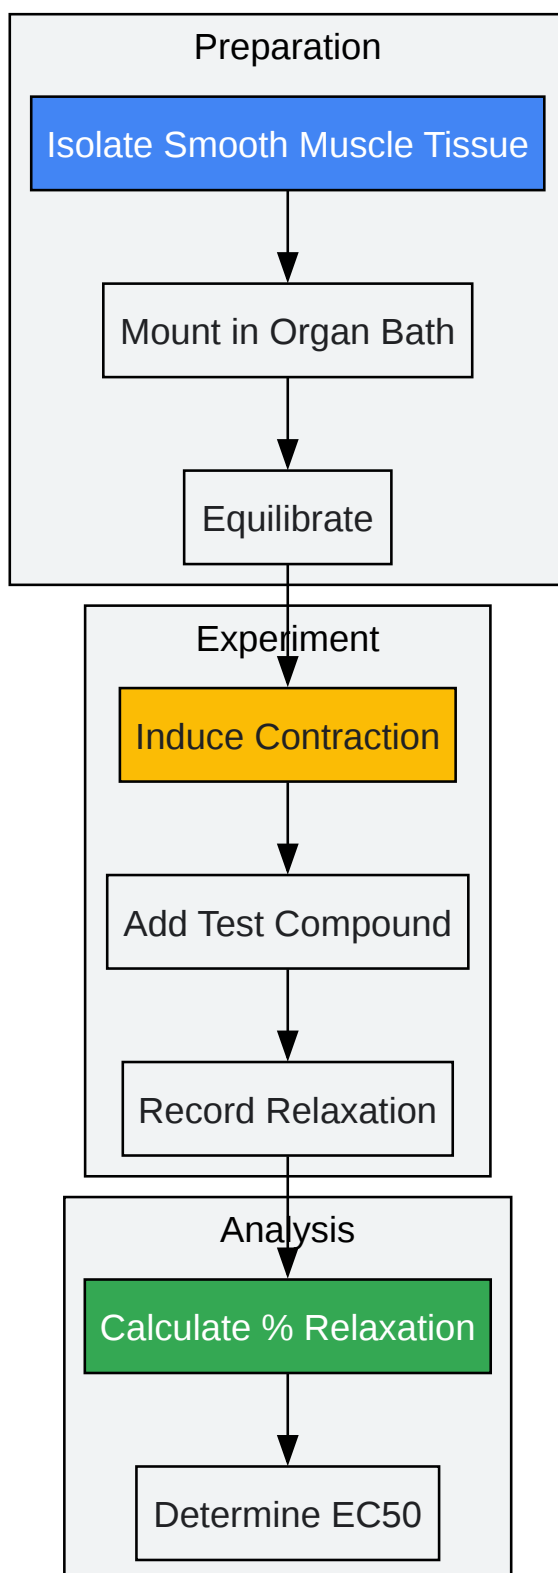 Preparation
Isolate Smooth Muscle Tissue
Mount in Organ Bath
Equilibrate
Experiment
Induce Contraction
Add Test Compound
Record Relaxation
Analysis
Calculate % Relaxation
Determine EC50